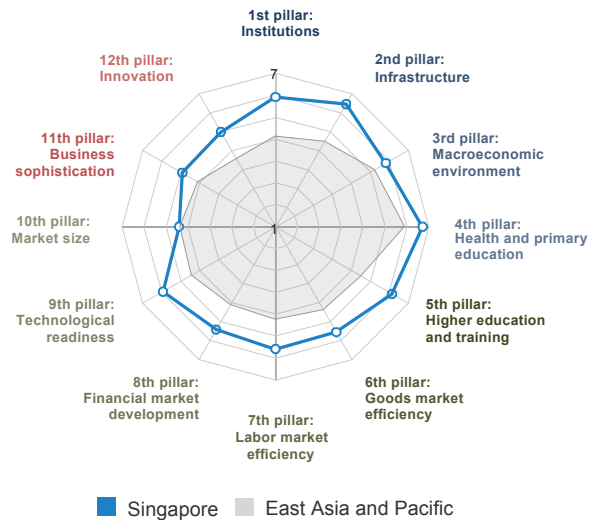 1st pillar:
Institutions
2nd pillar:
Infrastructure
3rd pillar:
Macroeconomic
environment
4th pillar:
Health and primary
education
5th pillar:
Higher education
and training
6th pillar:
Goods market
efficiency
7th pillar:
Labor market
efficiency
8th pillar:
Financial market
development
9th pillar:
Technological
readiness
10th pillar:
Market size
11th pillar:
Business
sophistication
12th pillar:
Innovation
7
1
Singapore
East Asia and Pacific